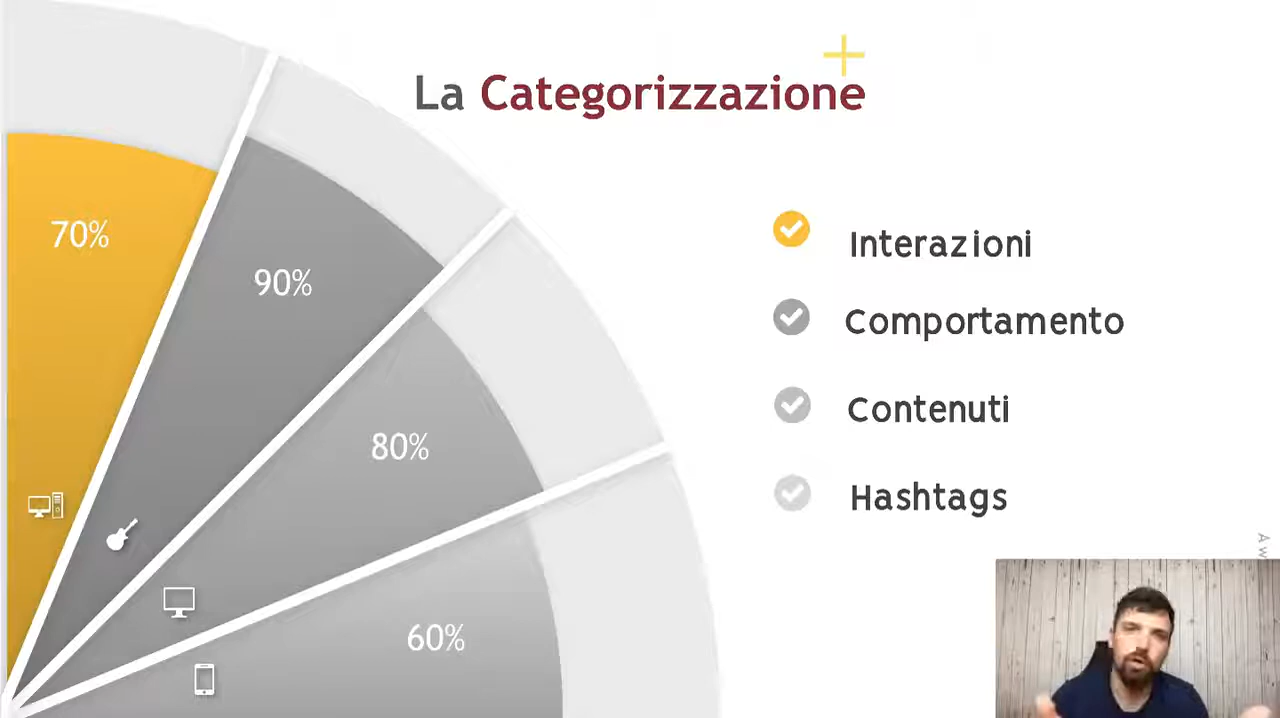 La Categorizzazione
70%
90%
80%
60%
Interazioni
Comportamento
Contenuti
Hashtags